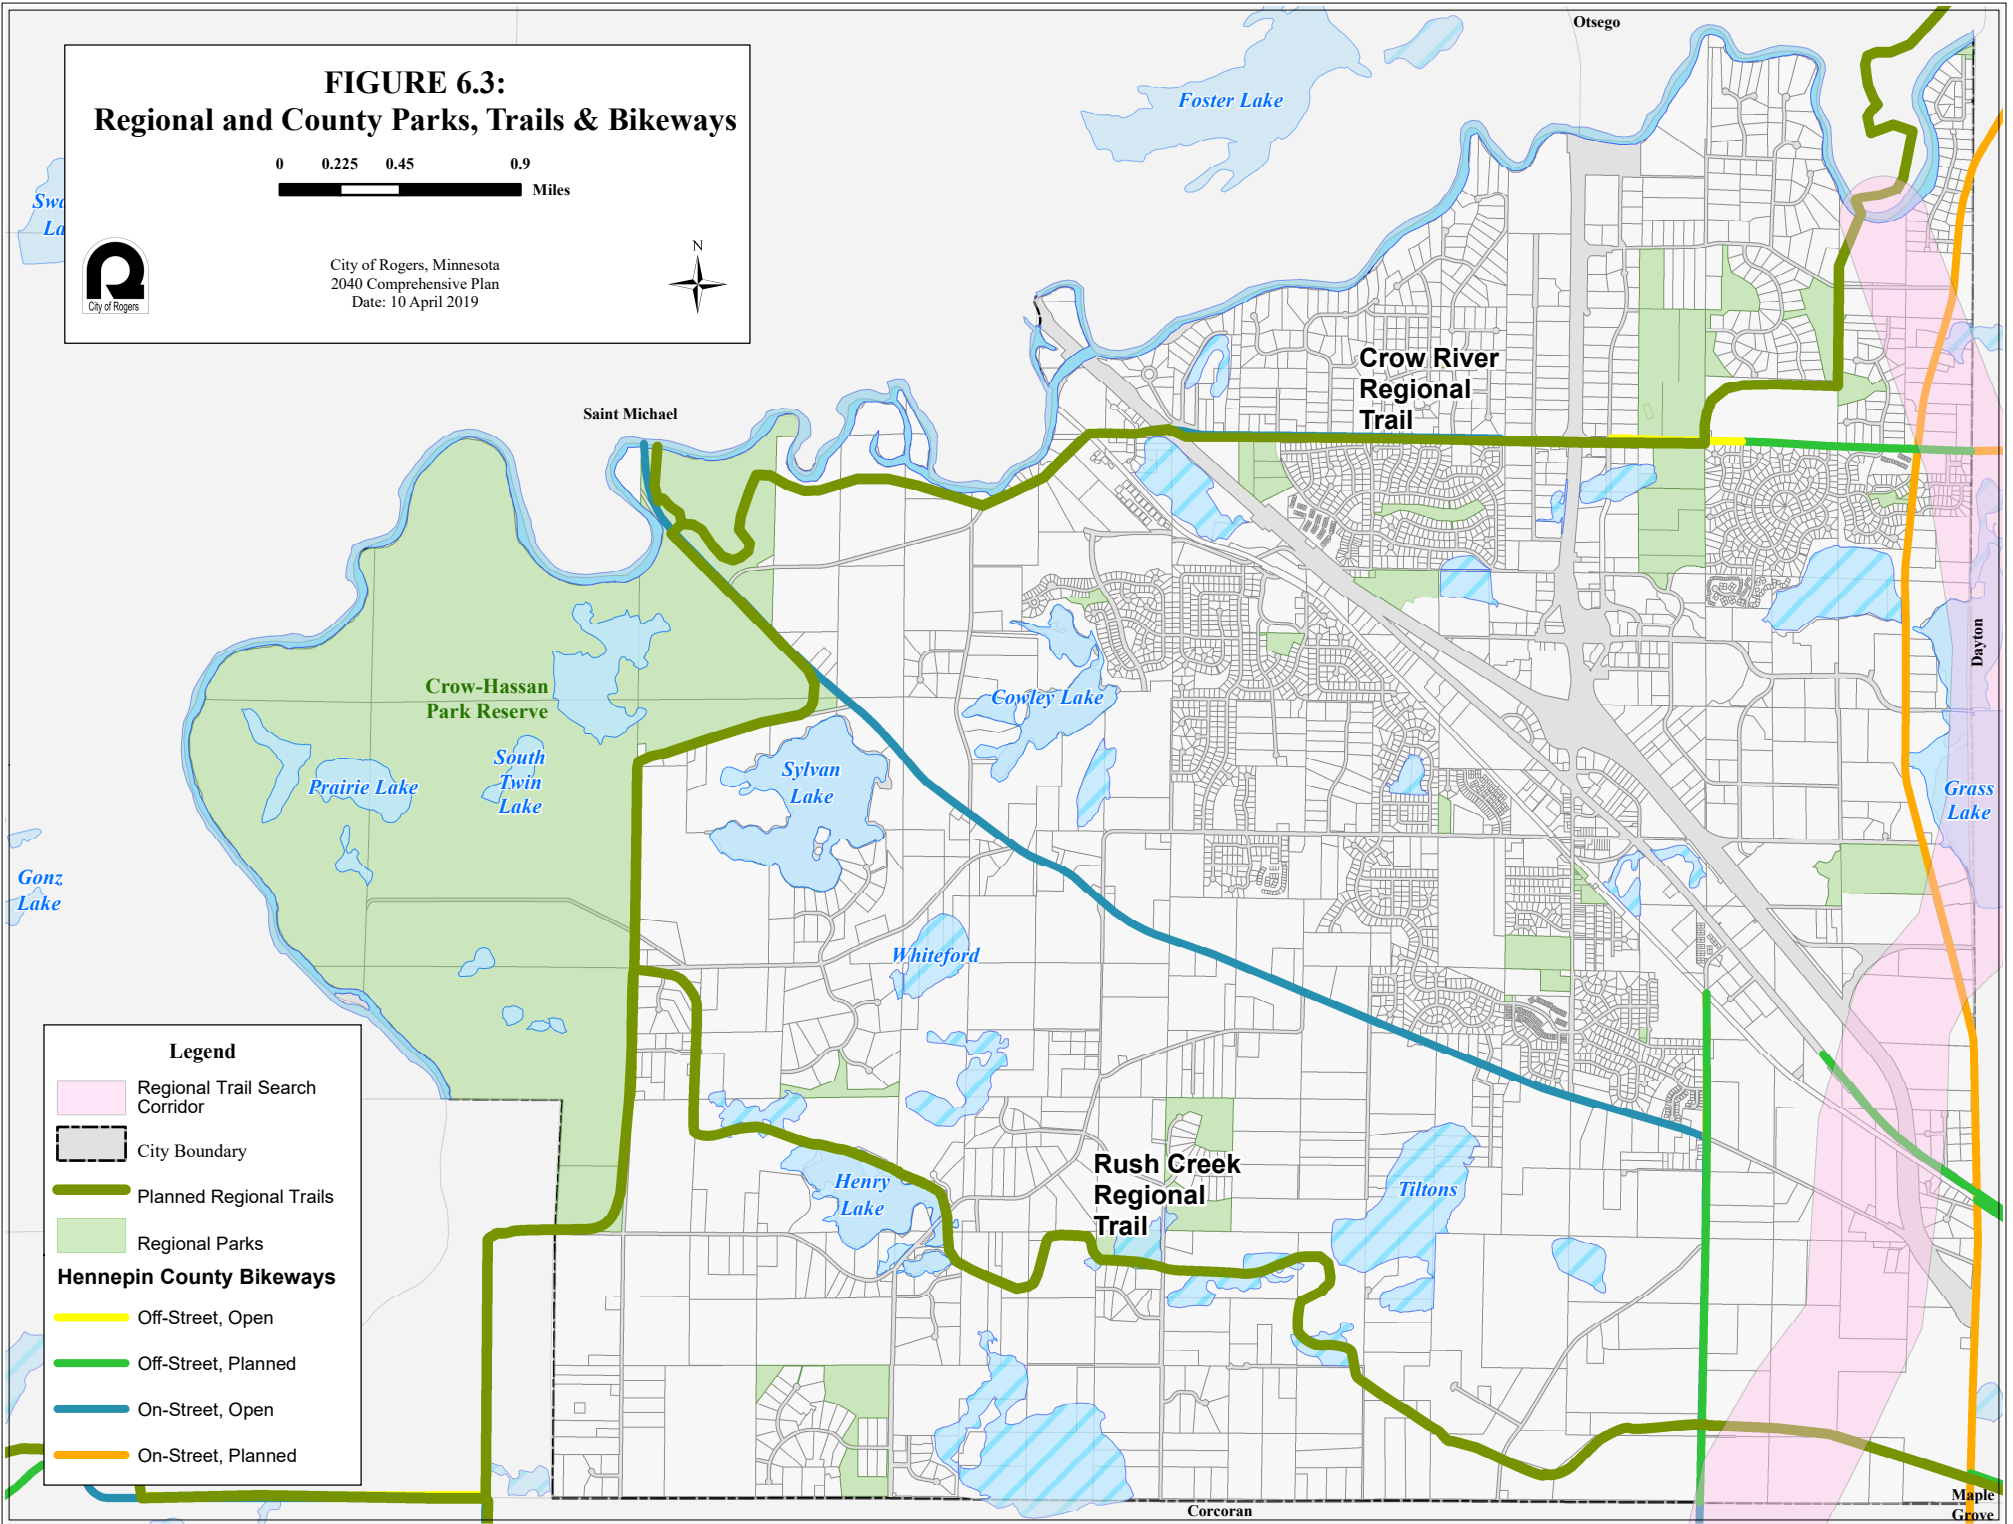 FIGURE 6.3:
Regional and County Parks, Trails & Bikeways
0 0.225 0.45 0.9
Miles
City of Rogers, Minnesota
2040 Comprehensive Plan
Date: 10 April 2019
City of Rogers
N
Otsego
Foster Lake
Crow River
Regional
Trail
Saint Michael
Dayton
Crow-Hassan
Park Reserve
Cowley Lake
South
Twin
Lake
Prairie Lake
Sylvan
Lake
Grass
Lake
Gonz
Lake
Whiteford
Rush Creek
Regional
Trail
Henry
Lake
Tiltons
Legend
Regional Trail Search
Corridor
City Boundary
Planned Regional Trails
Regional Parks
Hennepin County Bikeways
Off-Street, Open
Off-Street, Planned
On-Street, Open
On-Street, Planned
Corcoran
Maple
Grove